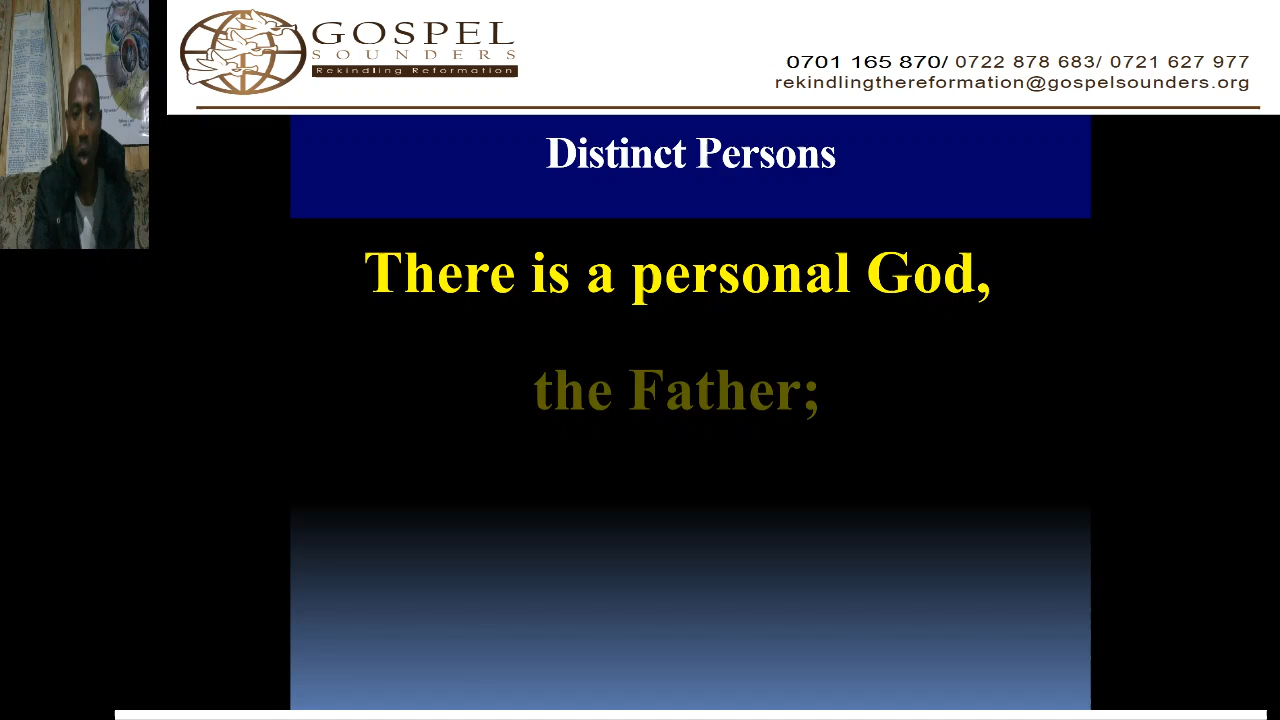 GOSPEL
SOUNDERS
Rekindling Reformation
0701 165 870/ 0722 878 683/ 0721 627 977
rekindlingthereformation@gospelsounders.org
Distinct Persons
There is a personal God,
the Father;